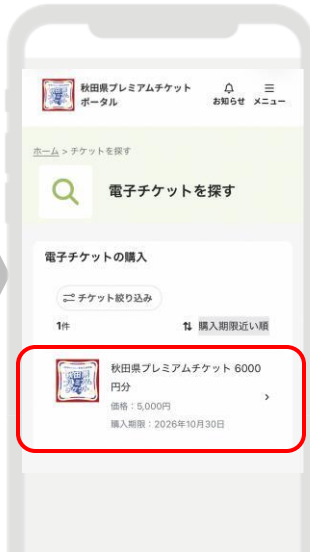 秋田県プレミアムチケット
ポータル
お知らせ メニュー
ホーム > チケットを探す
電子チケットを探す
電子チケットの購入
チケット絞り込み
1件 購入期限近い順
秋田県プレミアムチケット 6000
円分
価格：5,000円
購入期限：2026年10月30日